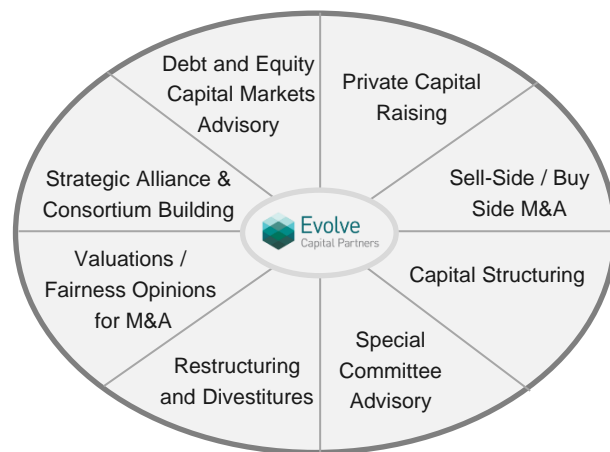 Debt and Equity
Capital Markets
Advisory
Private Capital
Raising
Strategic Alliance &
Consortium Building
Sell-Side / Buy
Side M&A
Evolve
Capital Partners
Valuations /
Fairness Opinions
for M&A
Capital Structuring
Restructuring
and Divestitures
Special
Committee
Advisory